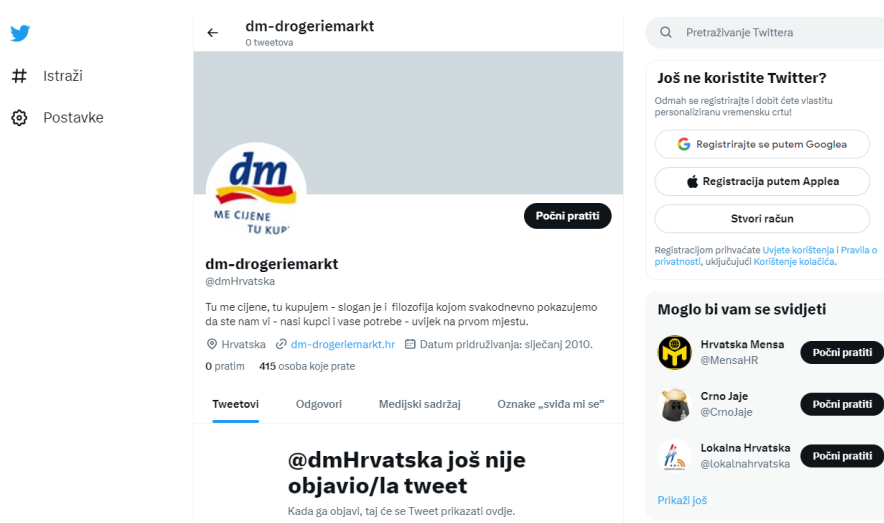 dm-drogeriemarkt
0 tweetova
Istraži
Postavke
dm
ME CIJENE
TU KUP
Počni pratiti
dm-drogeriemarkt
@dmHrvatska
Tu me cijene, tu kupujem - slogan je i filozofija kojom svakodnevno pokazujemo
da ste nam vi - nasi kupci i vase potrebe - uvijek na prvom mjestu.
Hrvatska dm-drogeriemarkt.hr Datum pridruživanja: siječanj 2010.
0 pratim 415 osoba koje prate
Tweetovi Odgovori Medijski sadržaj Oznake „sviđa mi se”
@dmHrvatska još nije
objavio/la tweet
Kada ga objavi, taj će se Tweet prikazati ovdje.
Pretraživanje Twittera
Još ne koristite Twitter?
Odmah se registrirajte i dobit ćete vlastitu
personaliziranu vremensku crtu!
Registrirajte se putem Googlea
Registracija putem Applea
Stvori račun
Registracijom prihvaćate Uvjete korištenja i Pravila o
privatnosti, uključujući Korištenje kolačića.
Moglo bi vam se svidjeti
Hrvatska Mensa
@MensaHR
Počni pratiti
Crno Jaje
@CrnoJaje
Počni pratiti
Lokalna Hrvatska
@lokalnahrvatska
Počni pratiti
Prikaži još